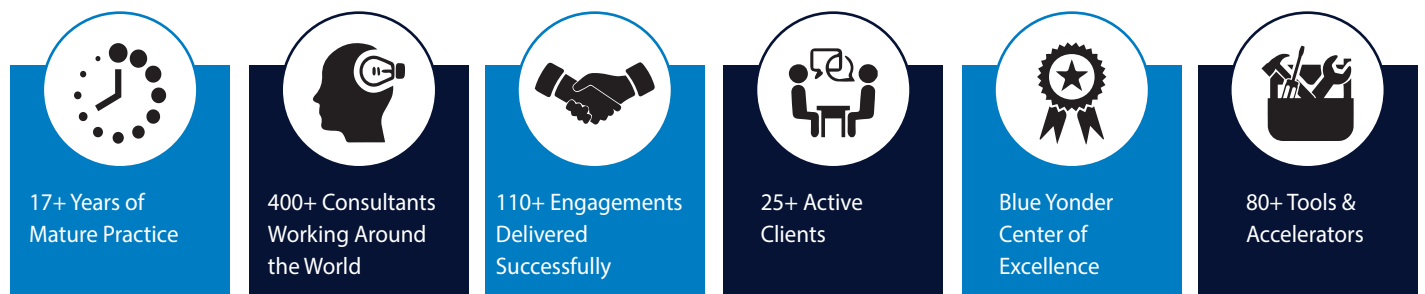 17+ Years of
Mature Practice
400+ Consultants
Working Around
the World
110+ Engagements
Delivered
Successfully
25+ Active
Clients
Blue Yonder
Center of
Excellence
80+ Tools &
Accelerators